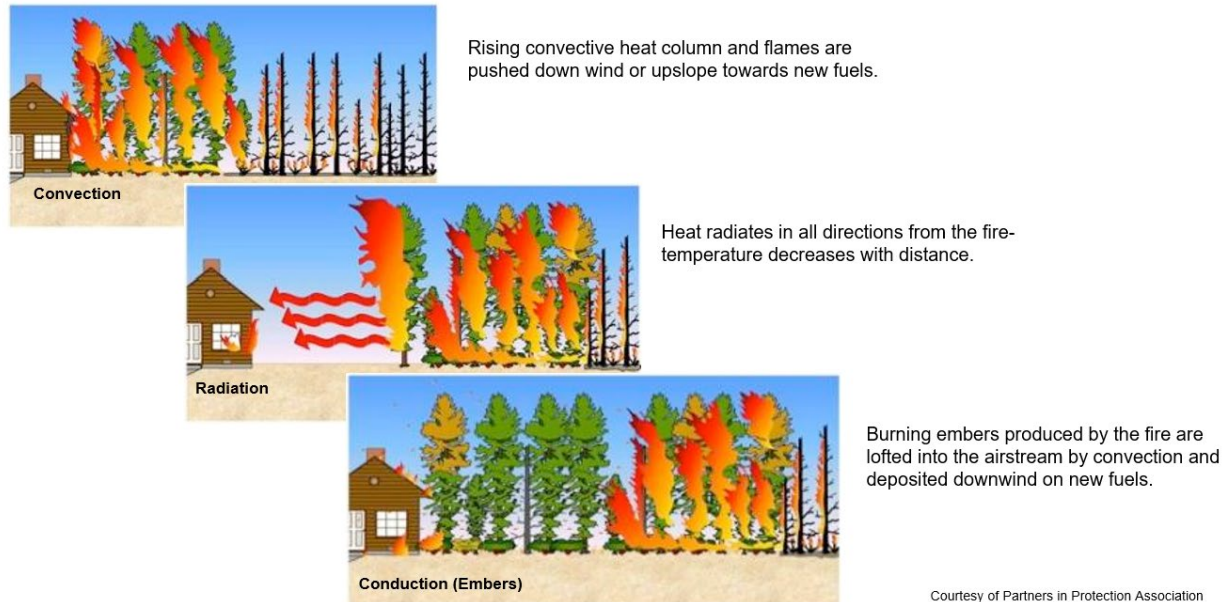 Rising convective heat column and flames are
pushed down wind or upslope towards new fuels.
Convection
Heat radiates in all directions from the fire-
temperature decreases with distance.
Radiation
Burning embers produced by the fire are
lofted into the airstream by convection and
deposited downwind on new fuels.
Conduction (Embers)
Courtesy of Partners in Protection Association